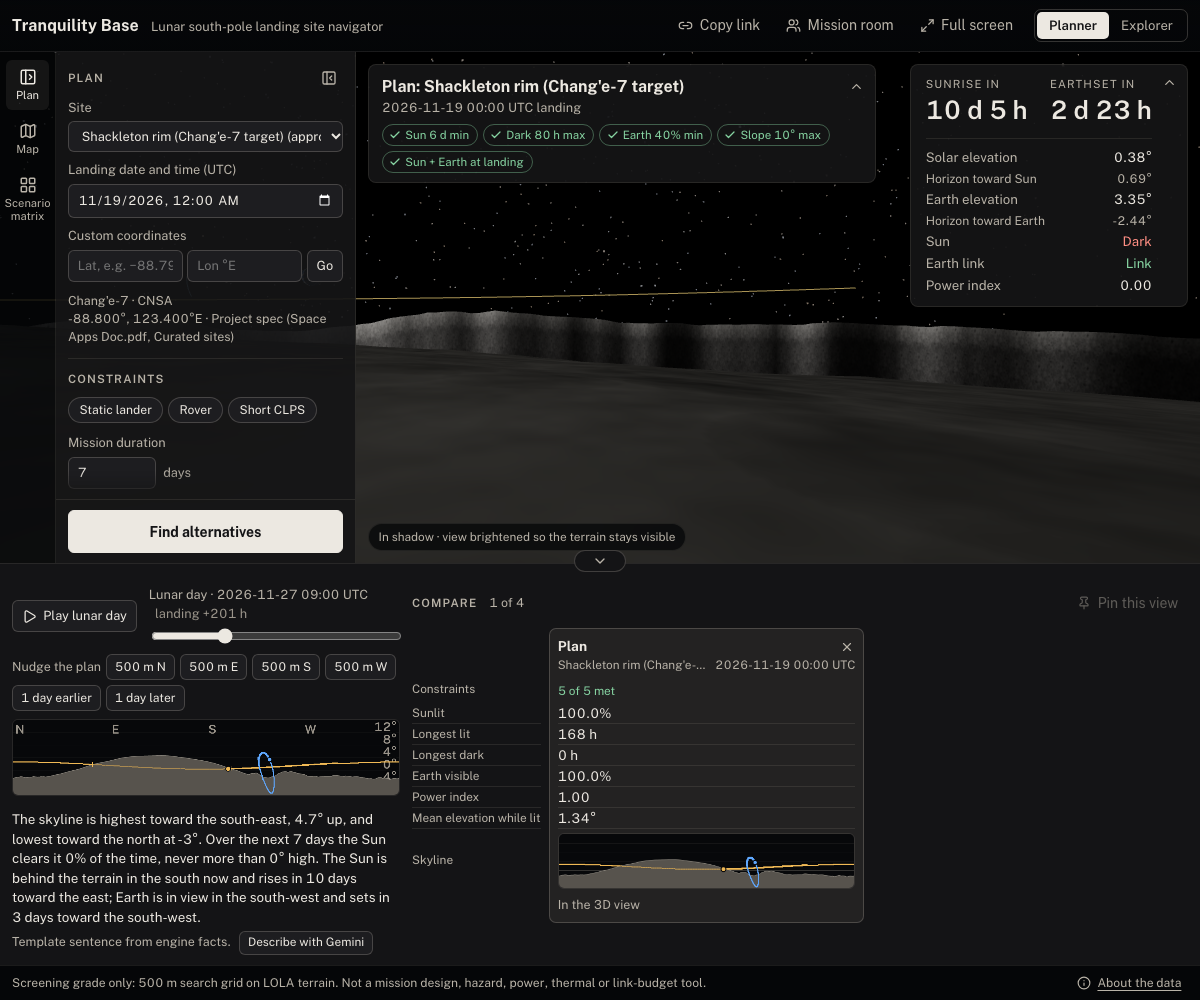 Tranquility Base Lunar south-pole landing site navigator
Copy link Mission room Full screen Planner Explorer
Plan
Map
Scenario
matrix
PLAN
Site
Shackleton rim (Chang'e-7 target) (appro
Landing date and time (UTC)
11/19/2026, 12:00 AM
Custom coordinates
Lat, e.g. −88.79 Lon °E Go
Chang'e-7 · CNSA
-88.800°, 123.400°E · Project spec (Space
Apps Doc.pdf, Curated sites)
CONSTRAINTS
Static lander Rover Short CLPS
Mission duration
7 days
Find alternatives
Plan: Shackleton rim (Chang'e-7 target)
2026-11-19 00:00 UTC landing
Sun 6 d min Dark 80 h max Earth 40% min Slope 10° max
Sun + Earth at landing
SUNRISE IN EARTHSET IN
10 d 5 h 2 d 23 h
Solar elevation 0.38°
Horizon toward Sun 0.69°
Earth elevation 3.35°
Horizon toward Earth -2.44°
Sun Dark
Earth link Link
Power index 0.00
In shadow · view brightened so the terrain stays visible
Play lunar day
Lunar day · 2026-11-27 09:00 UTC
landing +201 h
Nudge the plan 500 m N 500 m E 500 m S 500 m W
1 day earlier 1 day later
N E S W 12°
8°
4°
0°
-4°
The skyline is highest toward the south-east, 4.7° up, and
lowest toward the north at -3°. Over the next 7 days the Sun
clears it 0% of the time, never more than 0° high. The Sun is
behind the terrain in the south now and rises in 10 days
toward the east; Earth is in view in the south-west and sets in
3 days toward the south-west.
Template sentence from engine facts. Describe with Gemini
COMPARE 1 of 4 Pin this view
Plan
Shackleton rim (Chang'e-... 2026-11-19 00:00 UTC
Constraints 5 of 5 met
Sunlit 100.0%
Longest lit 168 h
Longest dark 0 h
Earth visible 100.0%
Power index 1.00
Mean elevation while lit 1.34°
Skyline
In the 3D view
Screening grade only: 500 m search grid on LOLA terrain. Not a mission design, hazard, power, thermal or link-budget tool. About the data